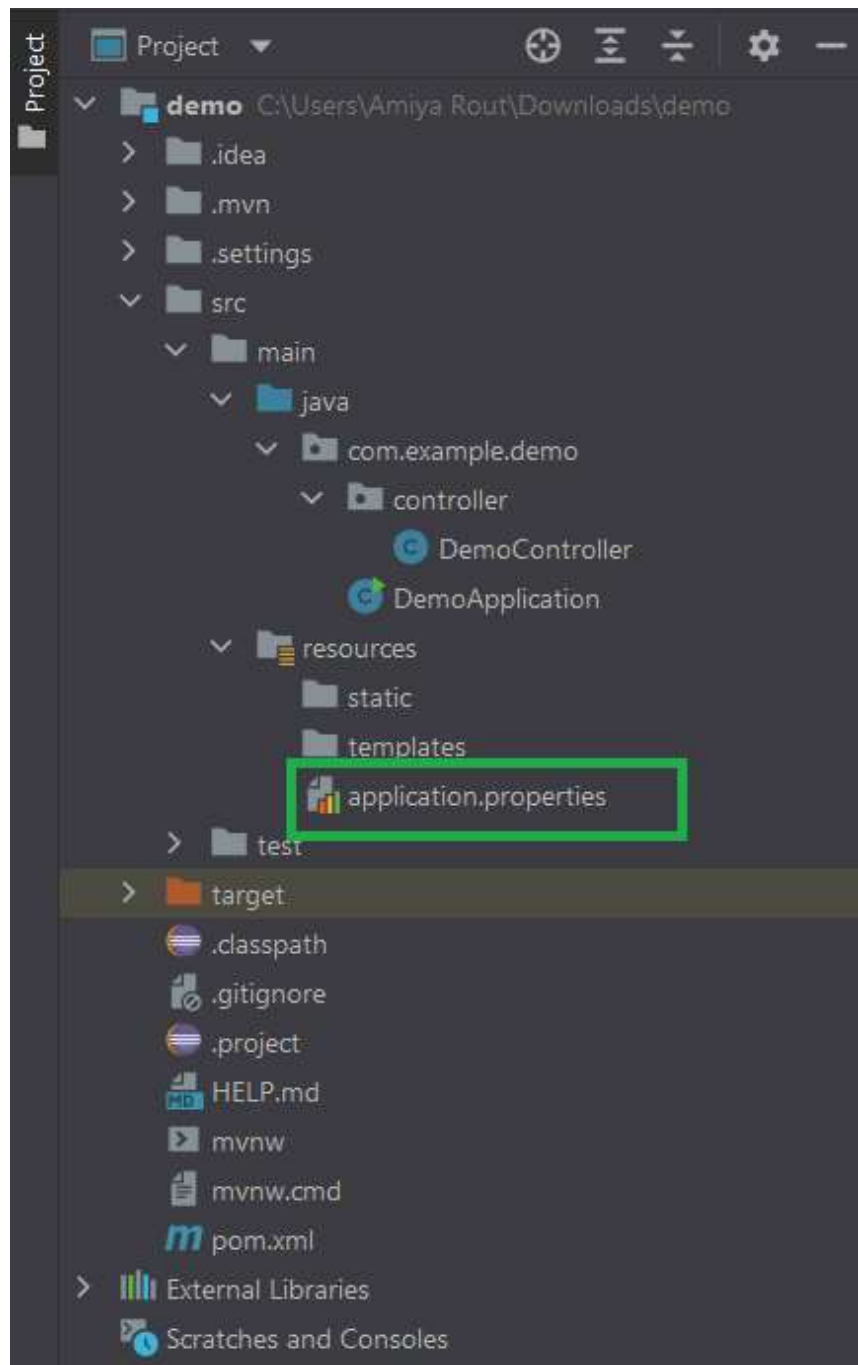 Project
Project
demo C:\Users\Amiya Rout\Downloads\demo
.idea
.mvn
.settings
src
main
java
com.example.demo
controller
C DemoController
C DemoApplication
resources
static
templates
application.properties
test
target
.classpath
.gitignore
.project
MD HELP.md
mvnw
mvnw.cmd
m pom.xml
External Libraries
Scratches and Consoles